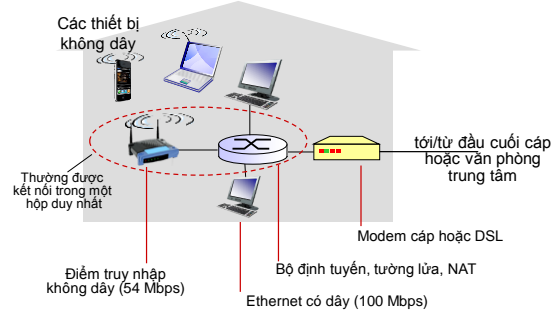 Các thiết bị
không dây
tới/từ đầu cuối cáp
hoặc văn phòng
trung tâm
Thường được
kết nối trong một
hộp duy nhất
Modem cáp hoặc DSL
Điểm truy nhập
không dây (54 Mbps)
Bộ định tuyến, tường lửa, NAT
Ethernet có dây (100 Mbps)